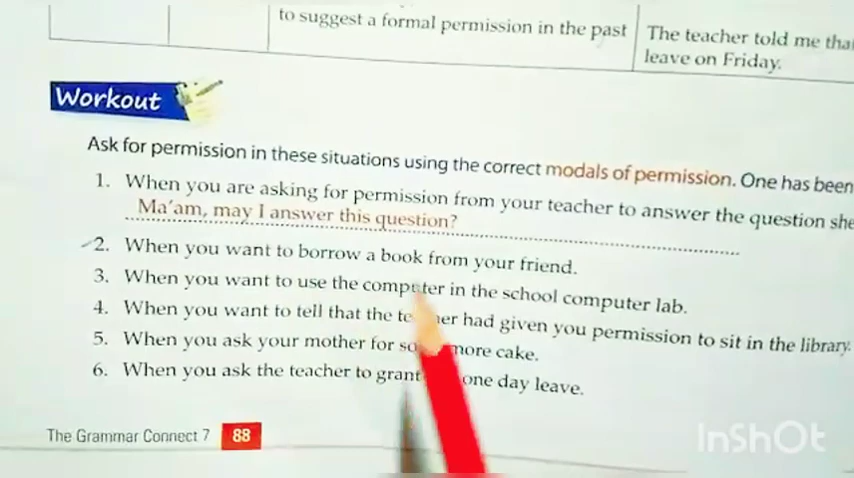 to suggest a formal permission in the past
The teacher told me that
leave on Friday.
Workout
Ask for permission in these situations using the correct modals of permission. One has been
1. When you are asking for permission from your teacher to answer the question she
Ma'am, may I answer this question?
2. When you want to borrow a book from your friend.
3. When you want to use the computer in the school computer lab.
4. When you want to tell that the had given you permission to sit in the library.
5. When you ask your mother for more cake.
6. When you ask the teacher to grant one day leave.
The Grammar Connect 7 88
InShOt